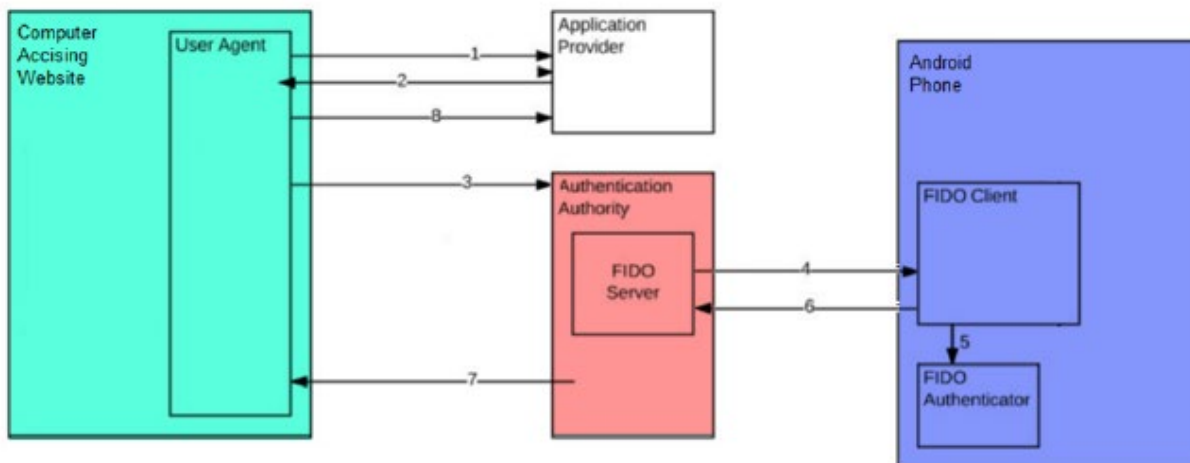 Computer
Accising
Website
User Agent
1
2
8
3
7
Application
Provider
Authentication
Authority
FIDO
Server
4
6
Android
Phone
FIDO Client
5
FIDO
Authenticator